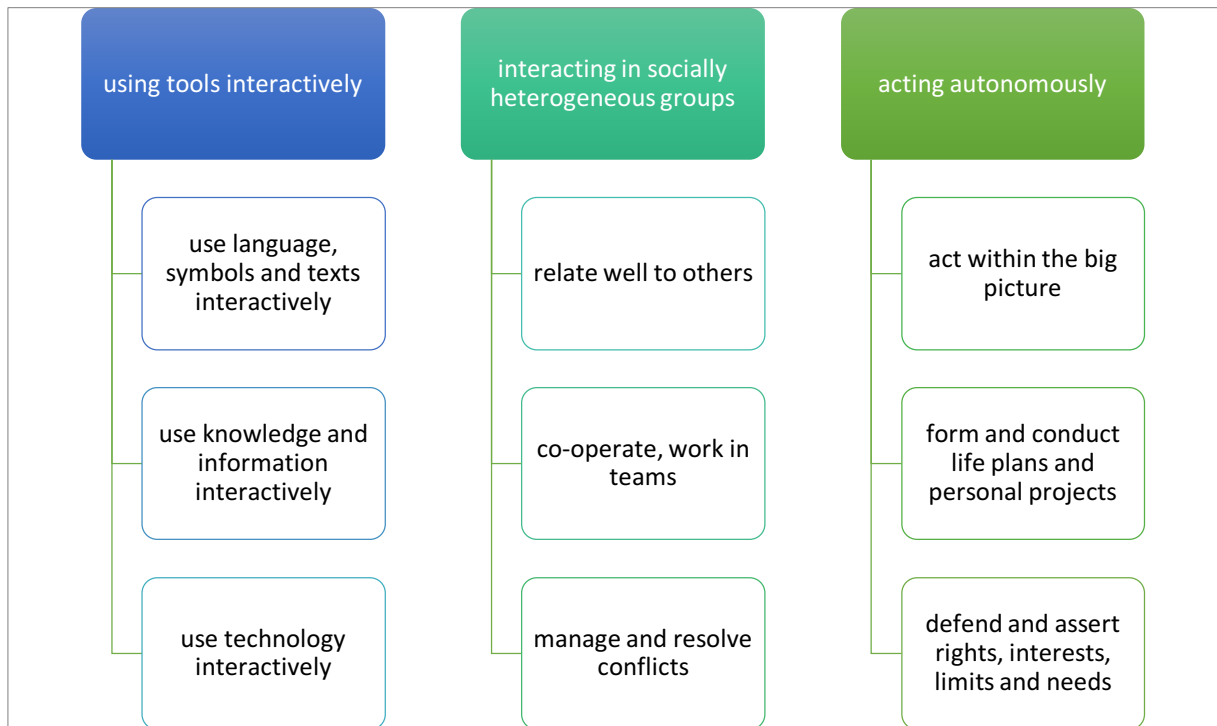 using tools interactively
use language,
symbols and texts
interactively
use knowledge and
information
interactively
use technology
interactively
interacting in socially
heterogeneous groups
relate well to others
co-operate, work in
teams
manage and resolve
conflicts
acting autonomously
act within the big
picture
form and conduct
life plans and
personal projects
defend and assert
rights, interests,
limits and needs